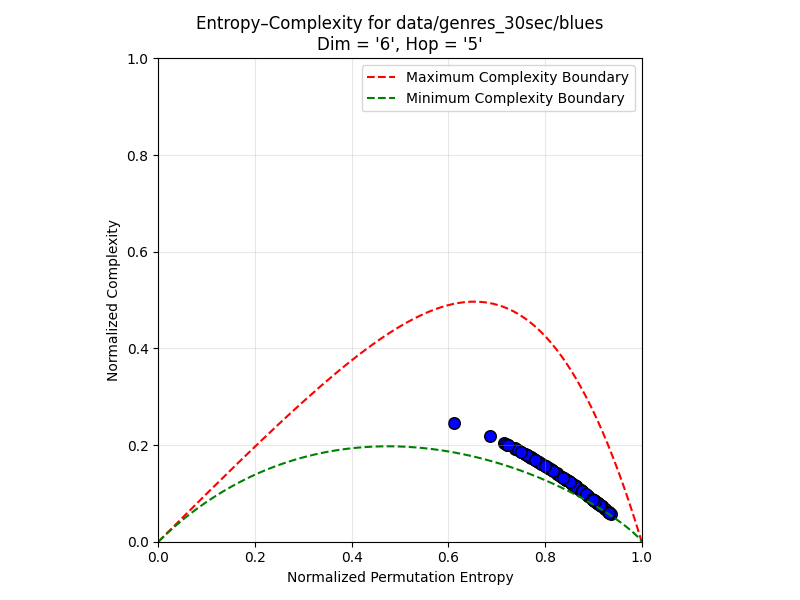 Entropy–Complexity for data/genres_30sec/blues
Dim = '6', Hop = '5'
Maximum Complexity Boundary
Minimum Complexity Boundary
Normalized Complexity
1.0
0.8
0.6
0.4
0.2
0.0
0.0 0.2 0.4 0.6 0.8 1.0
Normalized Permutation Entropy